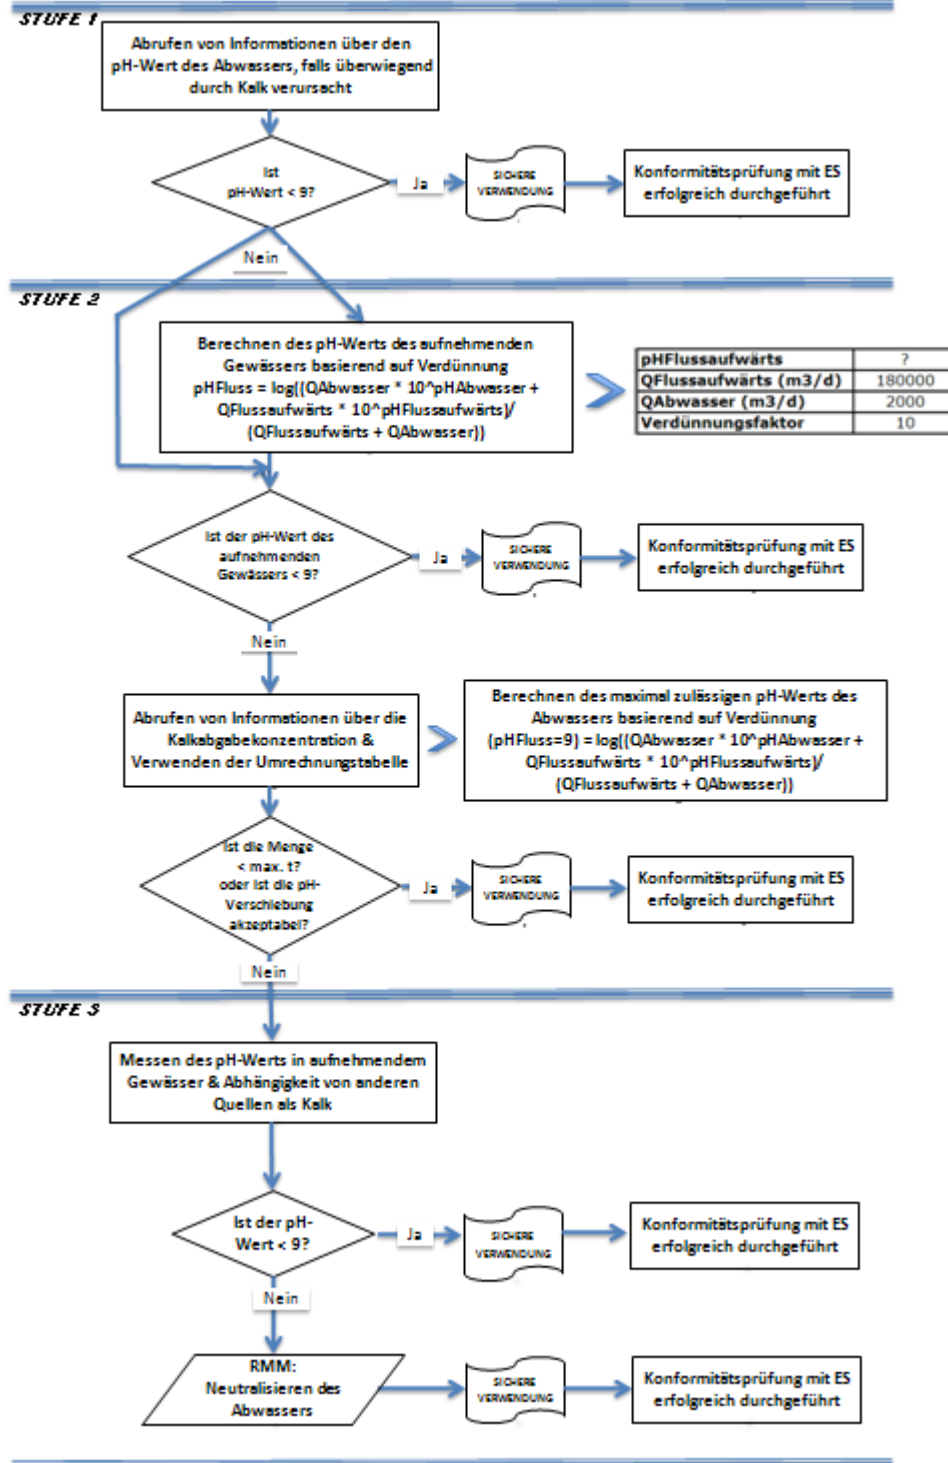 STUFE 1
Abrufen von Informationen über den
pH-Wert des Abwassers, falls überwiegend
durch Kalk verursacht
Ist
pH-Wert < 9?
Ja
SICHERE
VERWENDUNG
Konformitätsprüfung mit ES
erfolgreich durchgeführt
Nein
STUFE 2
Berechnen des pH-Werts des aufnehmenden
Gewässers basierend auf Verdünnung
pHFluss = log((QAbwasser * 10^pHAbwasser +
QFlussaufwärts * 10^pHFlussaufwärts)/
(QFlussaufwärts + QAbwasser))
pHFlussaufwärts ?
QFlussaufwärts (m3/d) 180000
QAbwasser (m3/d) 2000
Verdünnungsfaktor 10
Ist der pH-Wert des
aufnehmenden
Gewässers < 9?
Ja
SICHERE
VERWENDUNG
Konformitätsprüfung mit ES
erfolgreich durchgeführt
Nein
Abrufen von Informationen über die
Kalkabgabekonzentration &
Verwenden der Umrechnungstabelle
Berechnen des maximal zulässigen pH-Werts des
Abwassers basierend auf Verdünnung
(pHFluss=9) = log((QAbwasser * 10^pHAbwasser +
QFlussaufwärts * 10^pHFlussaufwärts)/
(QFlussaufwärts + QAbwasser))
Ist die Menge
< max. t?
oder ist die pH-
Verschiebung
akzeptabel?
Ja
SICHERE
VERWENDUNG
Konformitätsprüfung mit ES
erfolgreich durchgeführt
Nein
STUFE 3
Messen des pH-Werts in aufnehmendem
Gewässer & Abhängigkeit von anderen
Quellen als Kalk
Ist der pH-
Wert < 9?
Ja
SICHERE
VERWENDUNG
Konformitätsprüfung mit ES
erfolgreich durchgeführt
Nein
RMM:
Neutralisieren des
Abwassers
SICHERE
VERWENDUNG
Konformitätsprüfung mit ES
erfolgreich durchgeführt